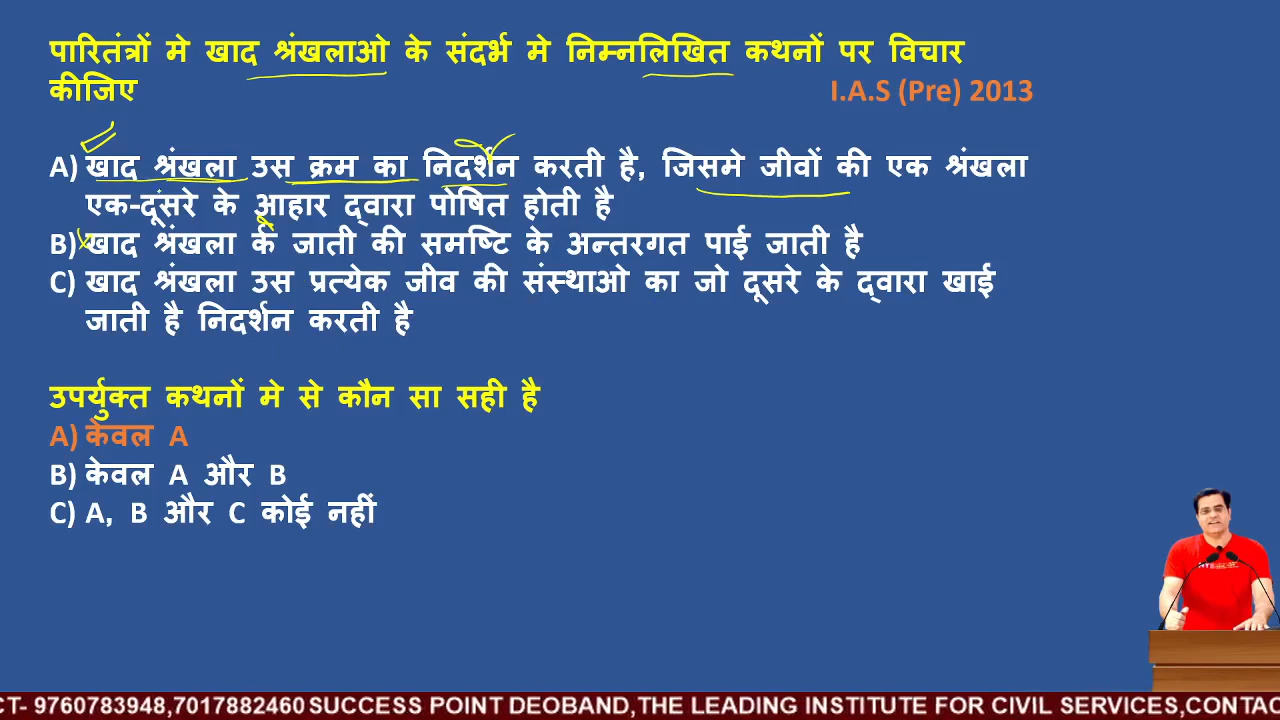 पारितंत्रों मे खाद श्रंखलाओ के संदर्भ मे निम्नलिखित कथनों पर विचार
कीजिए I.A.S (Pre) 2013
A) खाद श्रंखला उस क्रम का निदर्शन करती है, जिसमे जीवों की एक श्रंखला
एक-दूंसरे के आहार द्वारा पोषित होती है
B) खाद श्रंखला र्क जाती की समष्टि के अन्तरगत पाई जाती है
C) खाद श्रंखला उस प्रत्येक जीव की संस्थाओ का जो दूसरे के द्वारा खाई
जाती है निदर्शन करती है
उपर्युक्त कथनों मे से कौन सा सही है
A) केवल A
B) केवल A और B
C) A, B और C कोई नहीं
CT- 9760783948,7017882460 SUCCESS POINT DEOBAND,THE LEADING INSTITUTE FOR CIVIL SERVICES,CONTAC